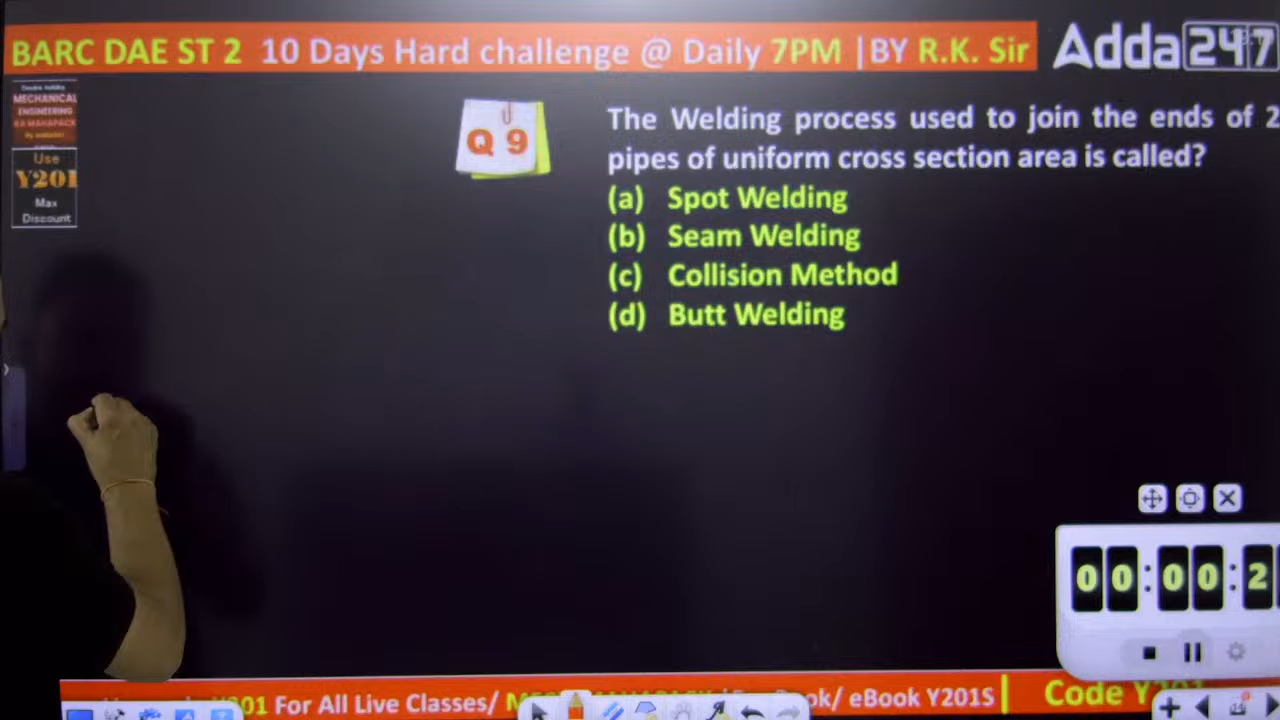 BARC DAE ST 2 10 Days Hard challenge @ Daily 7PM |BY R.K. Sir
Adda 247
MECHANICAL
ENGINEERING
Use
Y201
Max
Discount
Q 9
The Welding process used to join the ends of 2
pipes of uniform cross section area is called?
(a) Spot Welding
(b) Seam Welding
(c) Collision Method
(d) Butt Welding
00:00:2
For All Live Classes/
eBook Y201S| Code